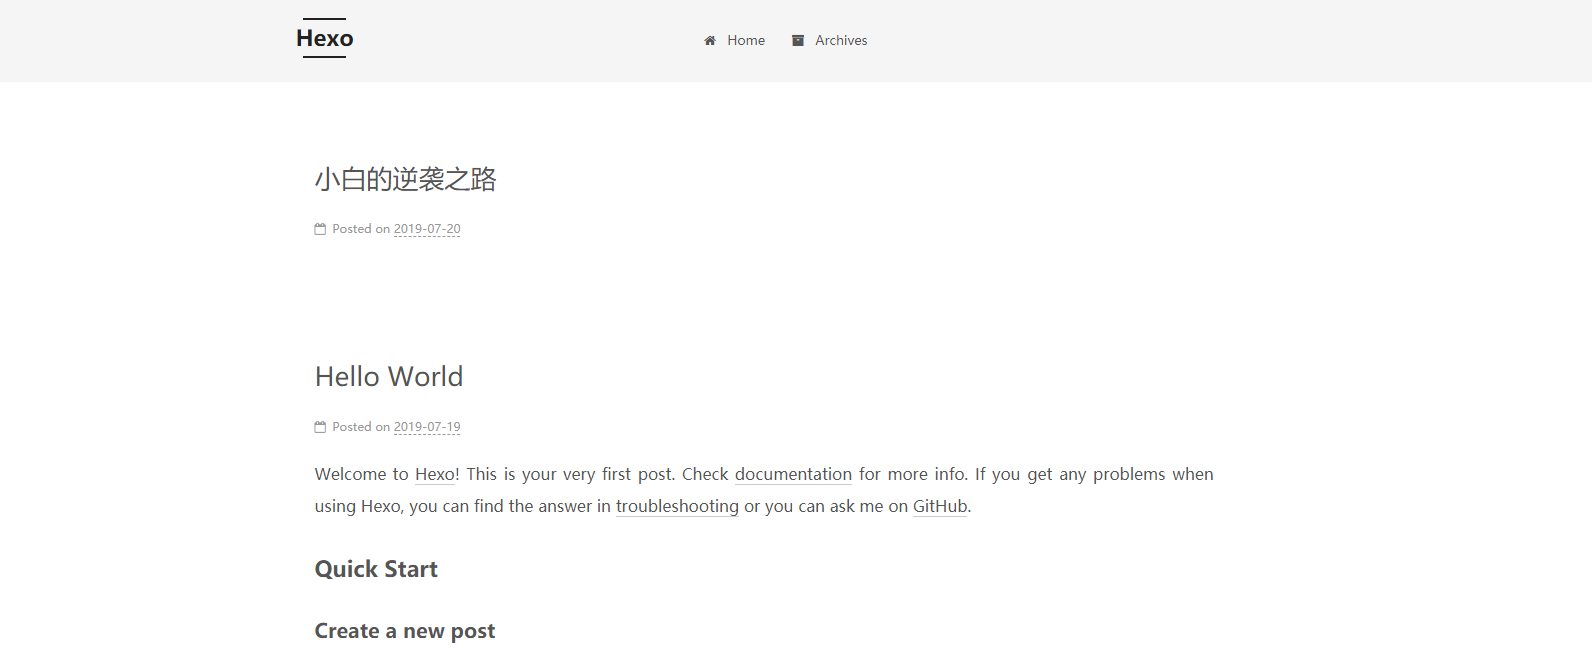 Hexo
Home Archives
小白的逆袭之路
Posted on 2019-07-20
Hello World
Posted on 2019-07-19
Welcome to Hexo! This is your very first post. Check documentation for more info. If you get any problems when
using Hexo, you can find the answer in troubleshooting or you can ask me on GitHub.
Quick Start
Create a new post